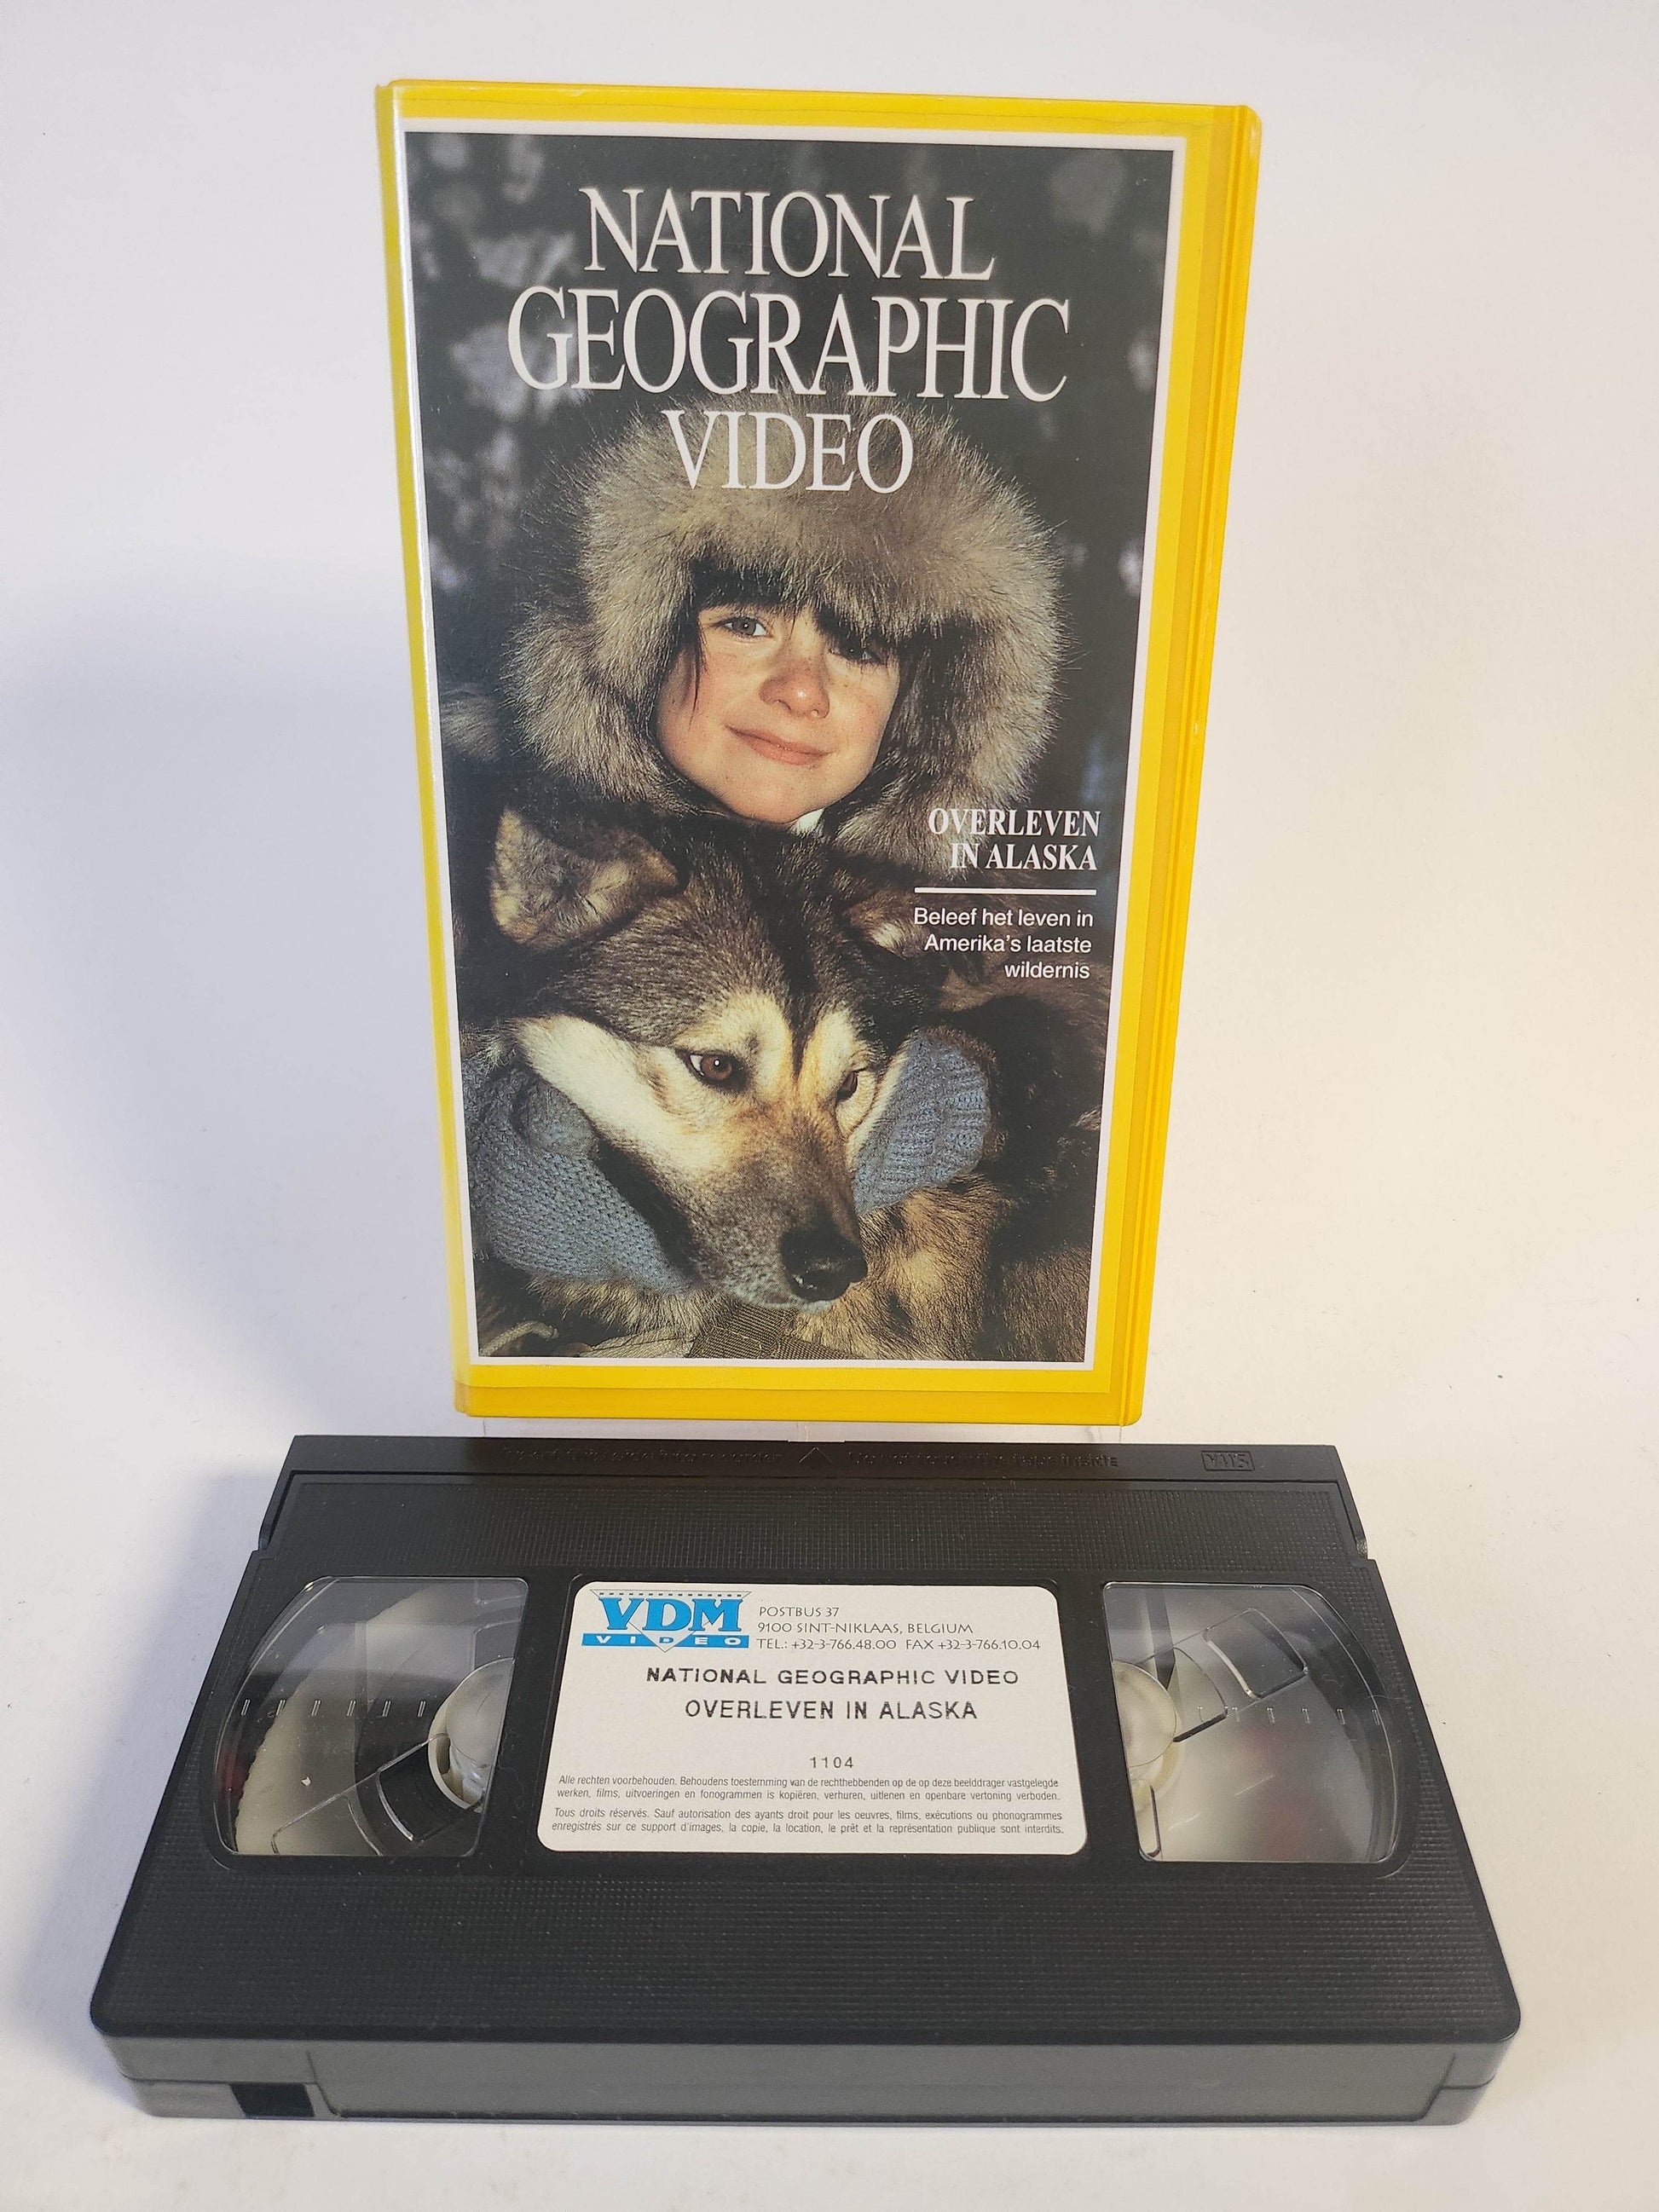 NATIONAL
GEOGRAPHIC
VIDEO
OVERLEVEN
IN ALASKA
Beleef het leven in
Amerika's laatste
wildernis
VHS
VDM
VIDEO
POSTBUS 37
9100 SINT-NIKLAAS, BELGIUM
TEL.: +32-3-766.48.00 FAX +32-3-766.10.04
NATIONAL GEOGRAPHIC VIDEO
OVERLEVEN IN ALASKA
1104
Alle rechten voorbehouden. Behoudens toestemming van de rechthebbenden op de op deze beelddrager vastgelegde
werken, films, uitvoeringen en fonogrammen is kopiëren, verhuren, uitlenen en openbare vertoning verboden.
Tous droits réservés. Sauf autorisation des ayants droit pour les oeuvres, films, exécutions ou phonogrammes
enregistrés sur ce support d'images, la copie, la location, le prêt et la représentation publique sont interdits.